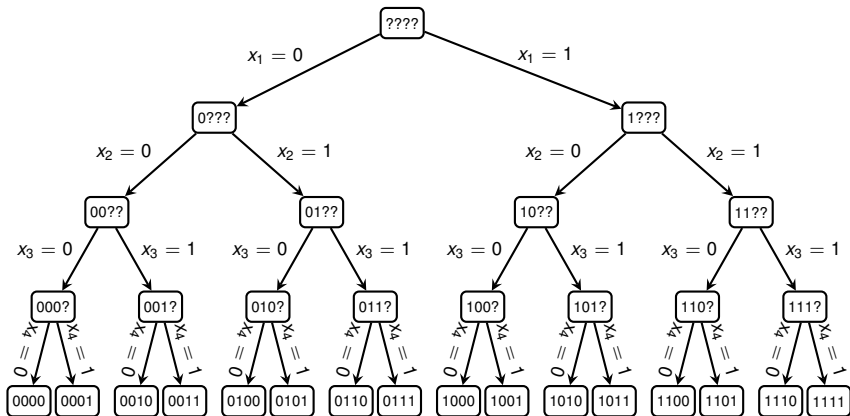 ????
x₁ = 0 x₁ = 1
0??? 1???
x₂ = 0 x₂ = 1 x₂ = 0 x₂ = 1
00?? 01?? 10?? 11??
x₃ = 0 x₃ = 1 x₃ = 0 x₃ = 1 x₃ = 0 x₃ = 1 x₃ = 0 x₃ = 1
000? 001? 010? 011? 100? 101? 110? 111?
x₄ = 0 x₄ = 1 x₄ = 0 x₄ = 1 x₄ = 0 x₄ = 1 x₄ = 0 x₄ = 1 x₄ = 0 x₄ = 1 x₄ = 0 x₄ = 1 x₄ = 0 x₄ = 1 x₄ = 0 x₄ = 1
0000 0001 0010 0011 0100 0101 0110 0111 1000 1001 1010 1011 1100 1101 1110 1111